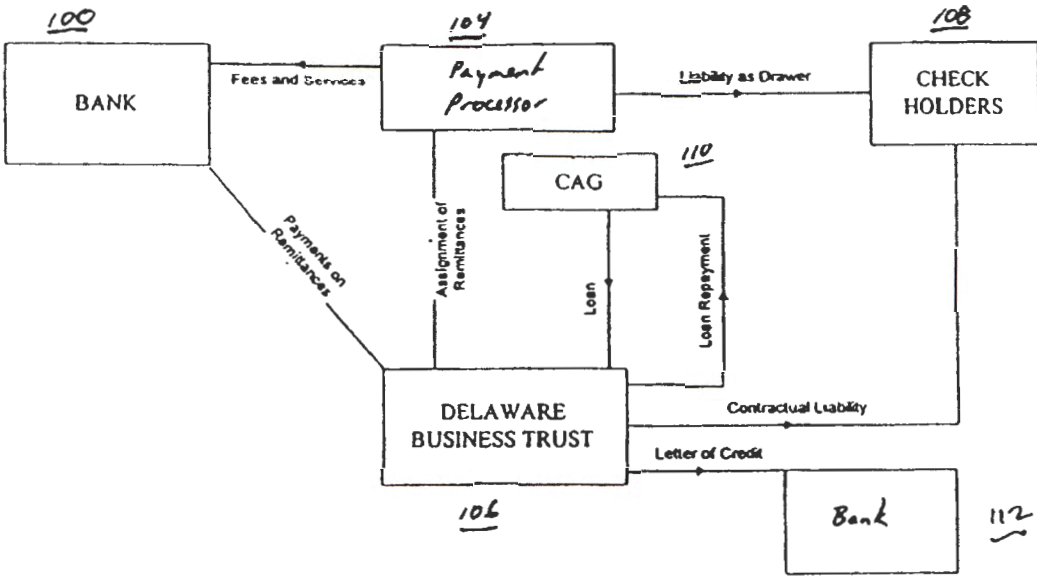 100
104
108
BANK
Fees and Services
Payment
Processor
Liability as Drawer
CHECK
HOLDERS
110
CAG
Payments on
Remittances
Assignment of
Remittances
Loan
Loan Repayment
DELAWARE
BUSINESS TRUST
Contractual Liability
Letter of Credit
106
Bank
112